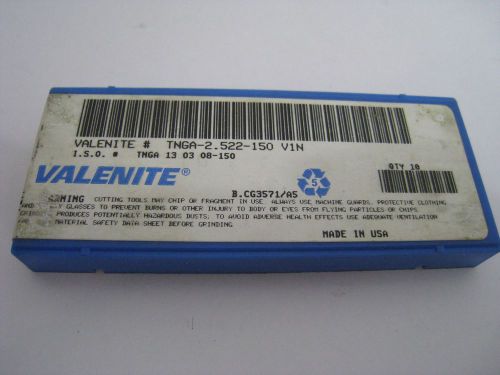 VALENITE # TNGA-2.522-150 V1N
I.S.O. # TNGA 13 03 08-150
VALENITE®
5
QTY 10
B.CG3571/A5
CUTTING TOOLS MAY CHIP OR FRAGMENT IN USE. ALWAYS USE MACHINE GUARDS, PROTECTIVE CLOTHING
GLASSES TO PREVENT BURNS OR OTHER INJURY TO BODY OR EYES FROM FLYING PARTICLES OR CHIPS
PRODUCES POTENTIALLY HAZARDOUS DUSTS; TO AVOID ADVERSE HEALTH EFFECTS USE ADEQUATE VENTILATION
MATERIAL SAFETY DATA SHEET BEFORE GRINDING.
MADE IN USA